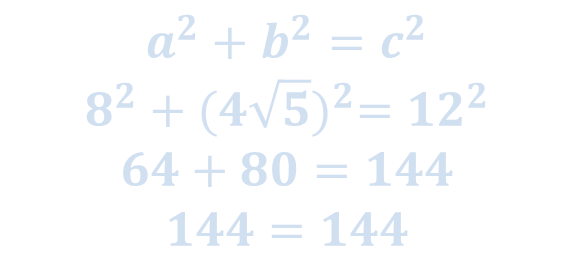 a² + b² = c²
8² + (4√5)² = 12²
64 + 80 = 144
144 = 144